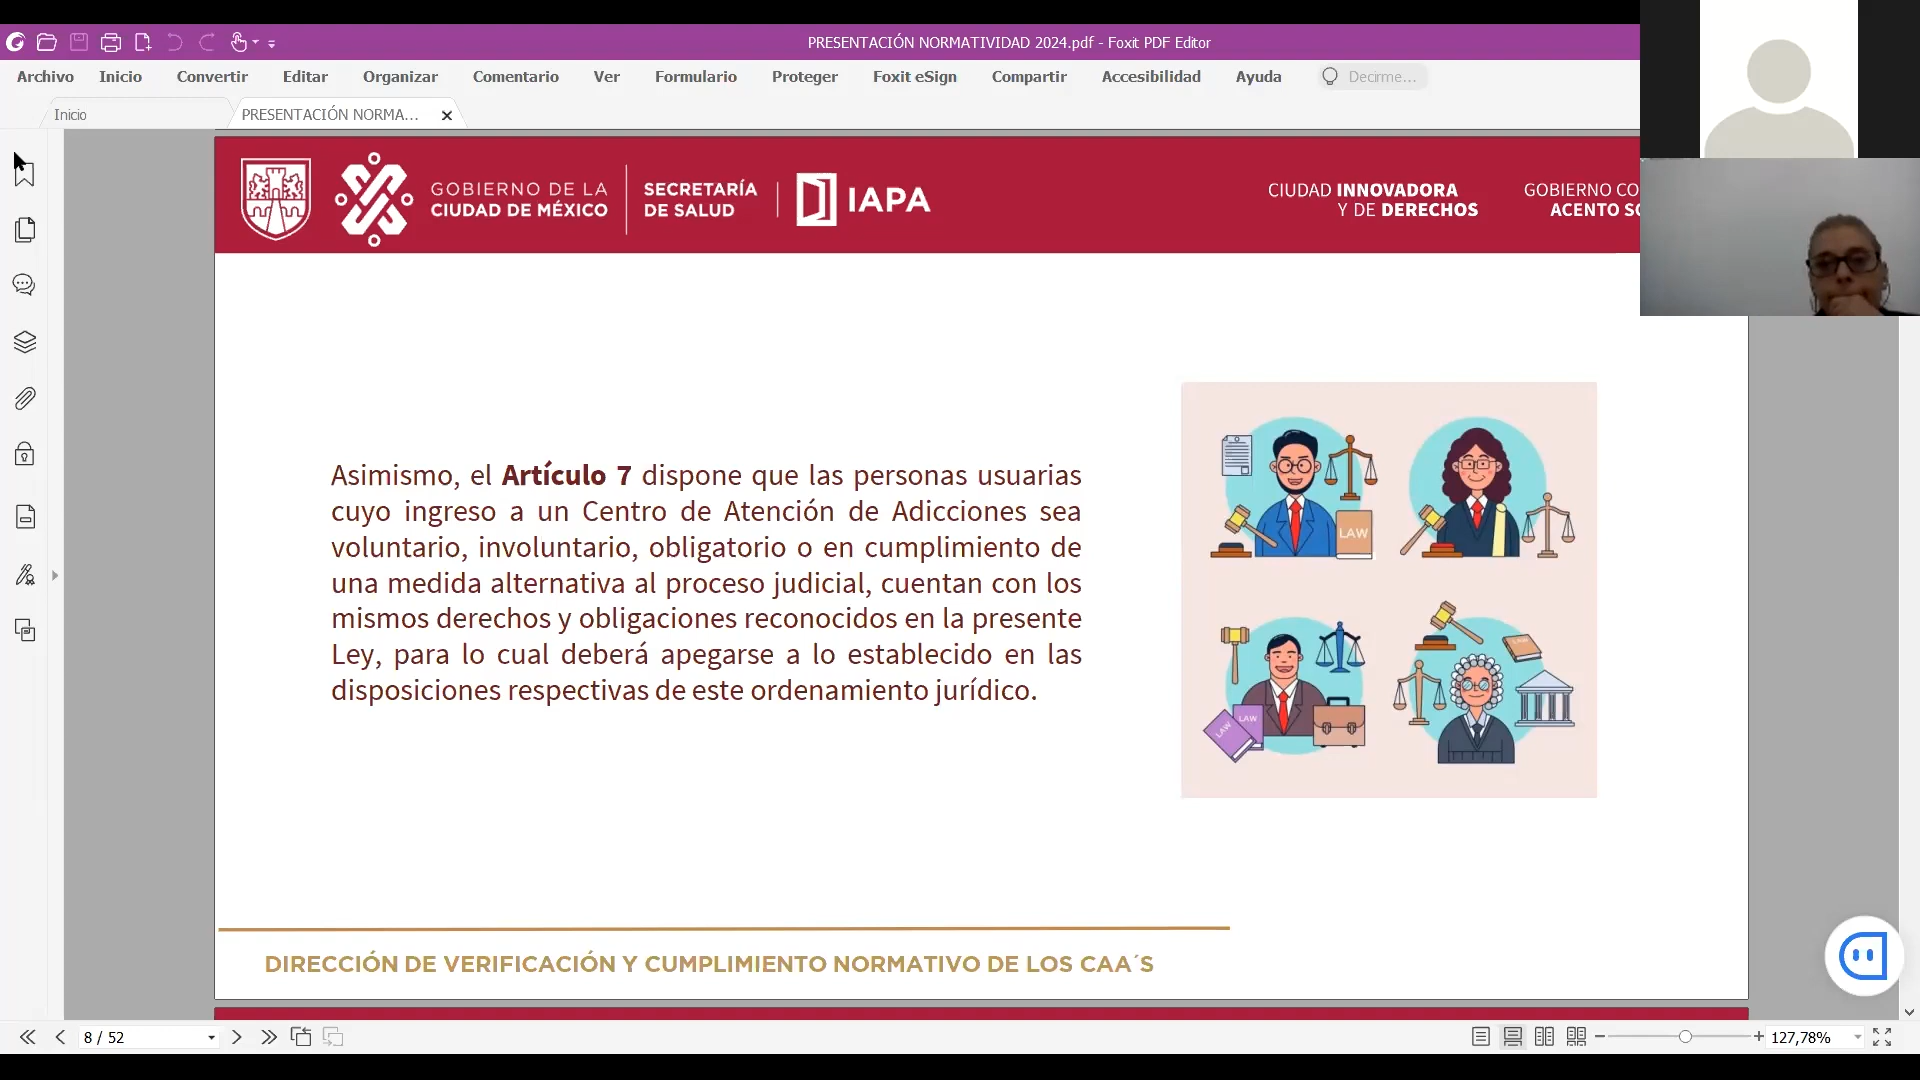 PRESENTACIÓN NORMATIVIDAD 2024.pdf - Foxit PDF Editor
Archivo Inicio Convertir Editar Organizar Comentario Ver Formulario Proteger Foxit eSign Compartir Accesibilidad Ayuda Decirme...
Inicio PRESENTACIÓN NORMA...
GOBIERNO DE LA
CIUDAD DE MÉXICO
SECRETARÍA
DE SALUD
IAPA
CIUDAD INNOVADORA
Y DE DERECHOS
GOBIERNO CO
ACENTO SO
Asimismo, el Artículo 7 dispone que las personas usuarias
cuyo ingreso a un Centro de Atención de Adicciones sea
voluntario, involuntario, obligatorio o en cumplimiento de
una medida alternativa al proceso judicial, cuentan con los
mismos derechos y obligaciones reconocidos en la presente
Ley, para lo cual deberá apegarse a lo establecido en las
disposiciones respectivas de este ordenamiento jurídico.
LAW
LAW
LAW
DIRECCIÓN DE VERIFICACIÓN Y CUMPLIMIENTO NORMATIVO DE LOS CAA´S
8 / 52
127,78%